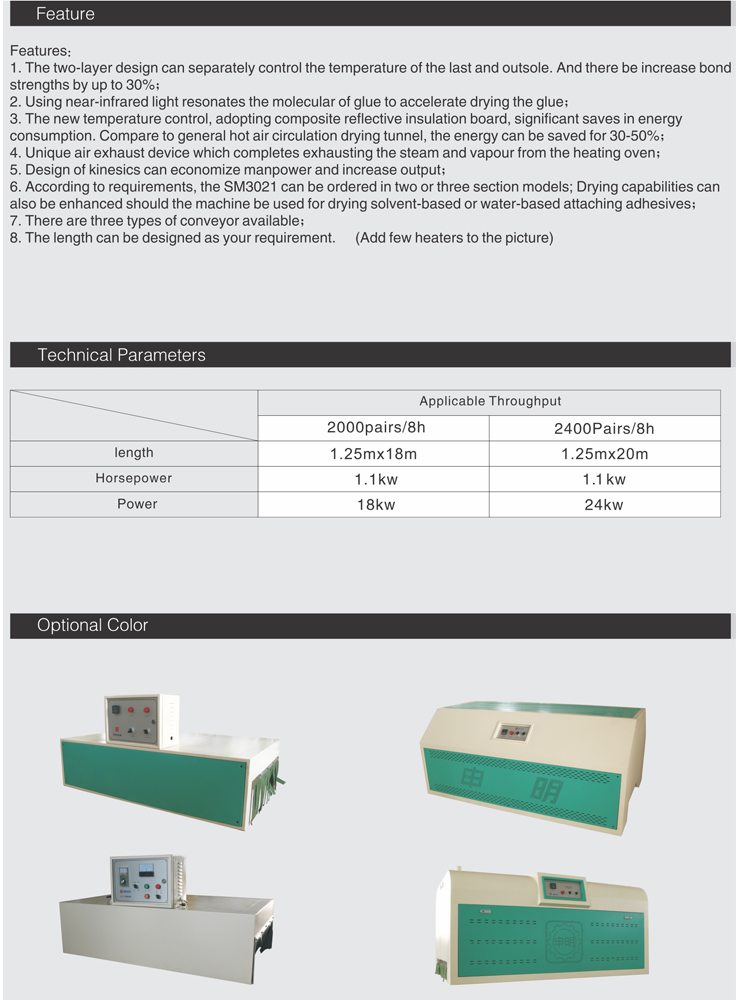 Feature
Features:
1. The two-layer design can separately control the temperature of the last and outsole. And there be increase bond
strengths by up to 30%;
2. Using near-infrared light resonates the molecular of glue to accelerate drying the glue;
3. The new temperature control, adopting composite reflective insulation board, significant saves in energy
consumption. Compare to general hot air circulation drying tunnel, the energy can be saved for 30-50%;
4. Unique air exhaust device which completes exhausting the steam and vapour from the heating oven;
5. Design of kinesics can economize manpower and increase output;
6. According to requirements, the SM3021 can be ordered in two or three section models; Drying capabilities can
also be enhanced should the machine be used for drying solvent-based or water-based attaching adhesives;
7. There are three types of conveyor available;
8. The length can be designed as your requirement. (Add few heaters to the picture)
Technical Parameters
Applicable Throughput
2000pairs/8h 2400Pairs/8h
length 1.25mx18m 1.25mx20m
Horsepower 1.1kw 1.1kw
Power 18kw 24kw
Optional Color
申明